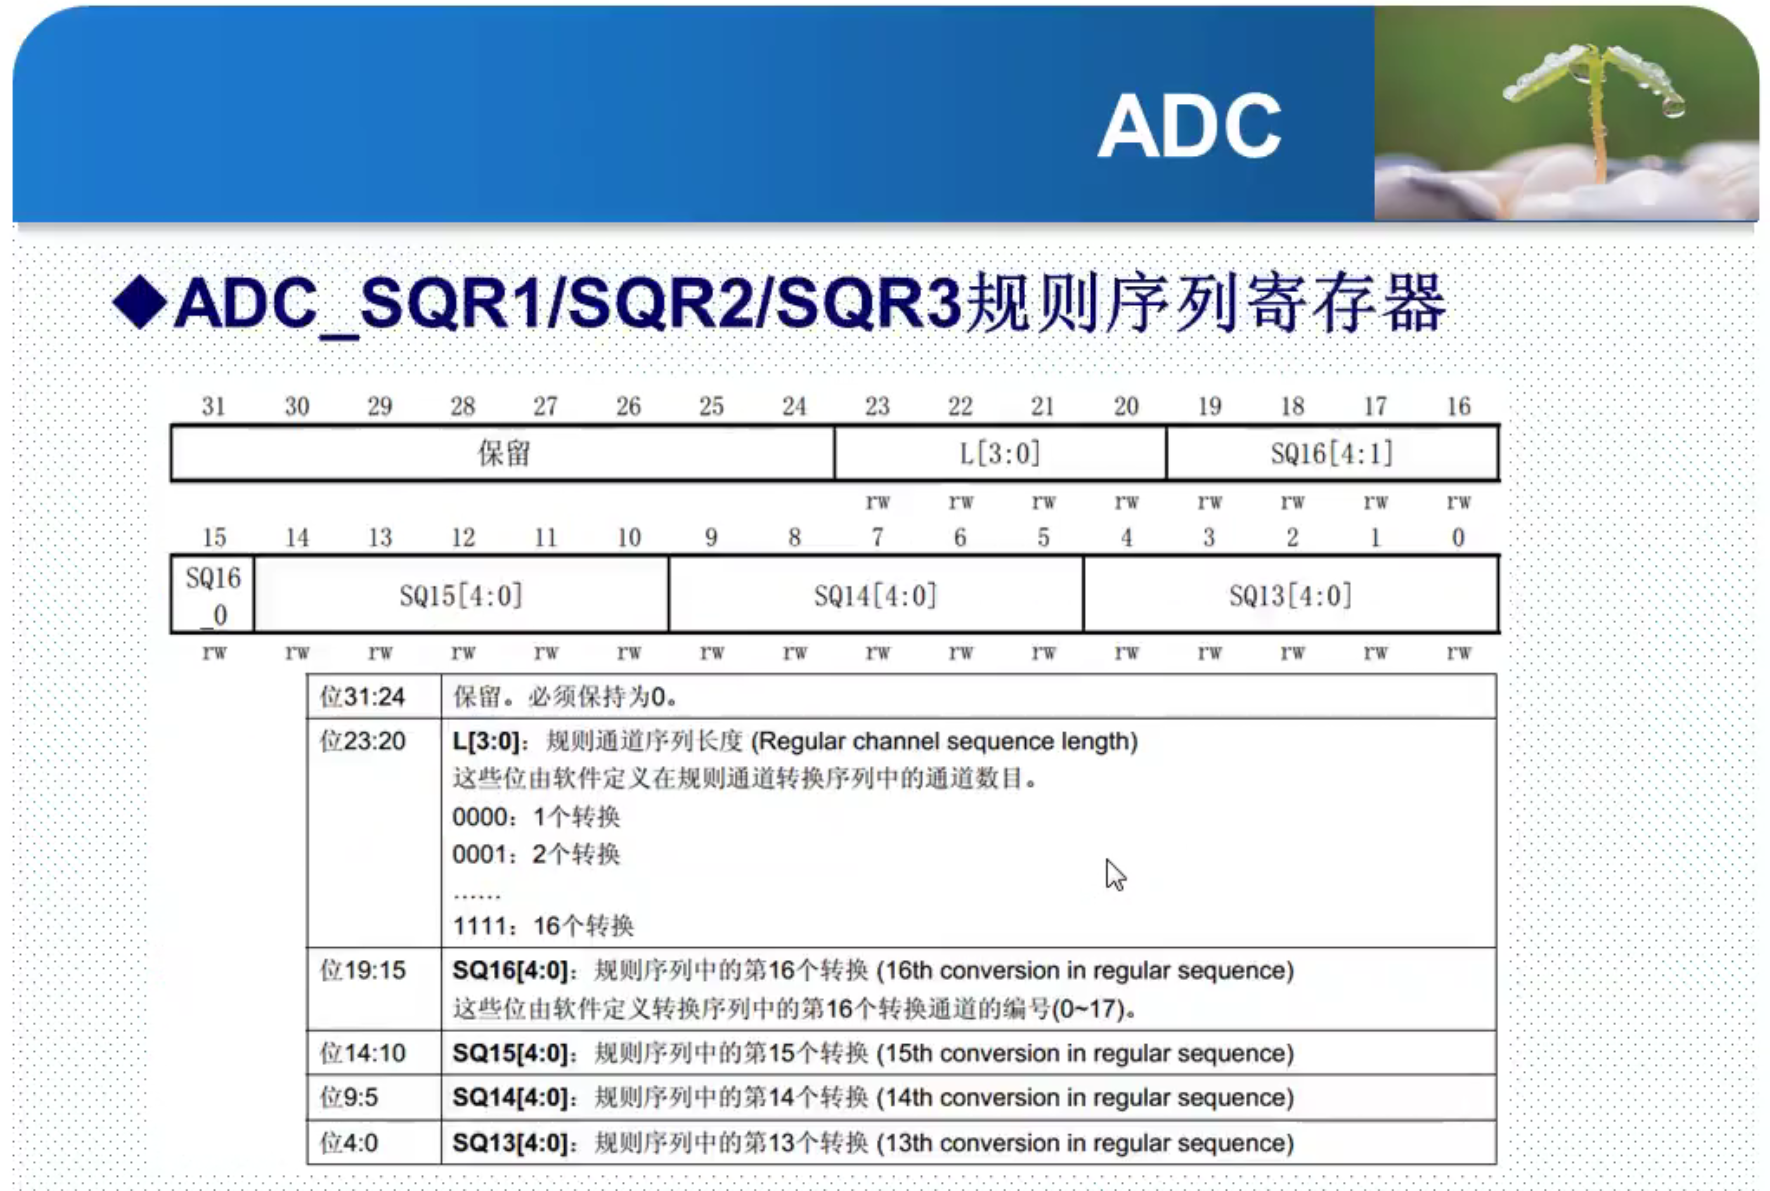 ADC
◆ADC_SQR1/SQR2/SQR3规则序列寄存器
31 30 29 28 27 26 25 24 23 22 21 20 19 18 17 16
保留 L[3:0] SQ16[4:1]
rw rw rw rw rw rw rw rw
15 14 13 12 11 10 9 8 7 6 5 4 3 2 1 0
SQ16_0 SQ15[4:0] SQ14[4:0] SQ13[4:0]
rw rw rw rw rw rw rw rw rw rw rw rw rw rw rw rw
位31:24 保留。必须保持为0。
位23:20 L[3:0]：规则通道序列长度 (Regular channel sequence length)
这些位由软件定义在规则通道转换序列中的通道数目。
0000：1个转换
0001：2个转换
……
1111：16个转换
位19:15 SQ16[4:0]：规则序列中的第16个转换 (16th conversion in regular sequence)
这些位由软件定义转换序列中的第16个转换通道的编号(0~17)。
位14:10 SQ15[4:0]：规则序列中的第15个转换 (15th conversion in regular sequence)
位9:5 SQ14[4:0]：规则序列中的第14个转换 (14th conversion in regular sequence)
位4:0 SQ13[4:0]：规则序列中的第13个转换 (13th conversion in regular sequence)